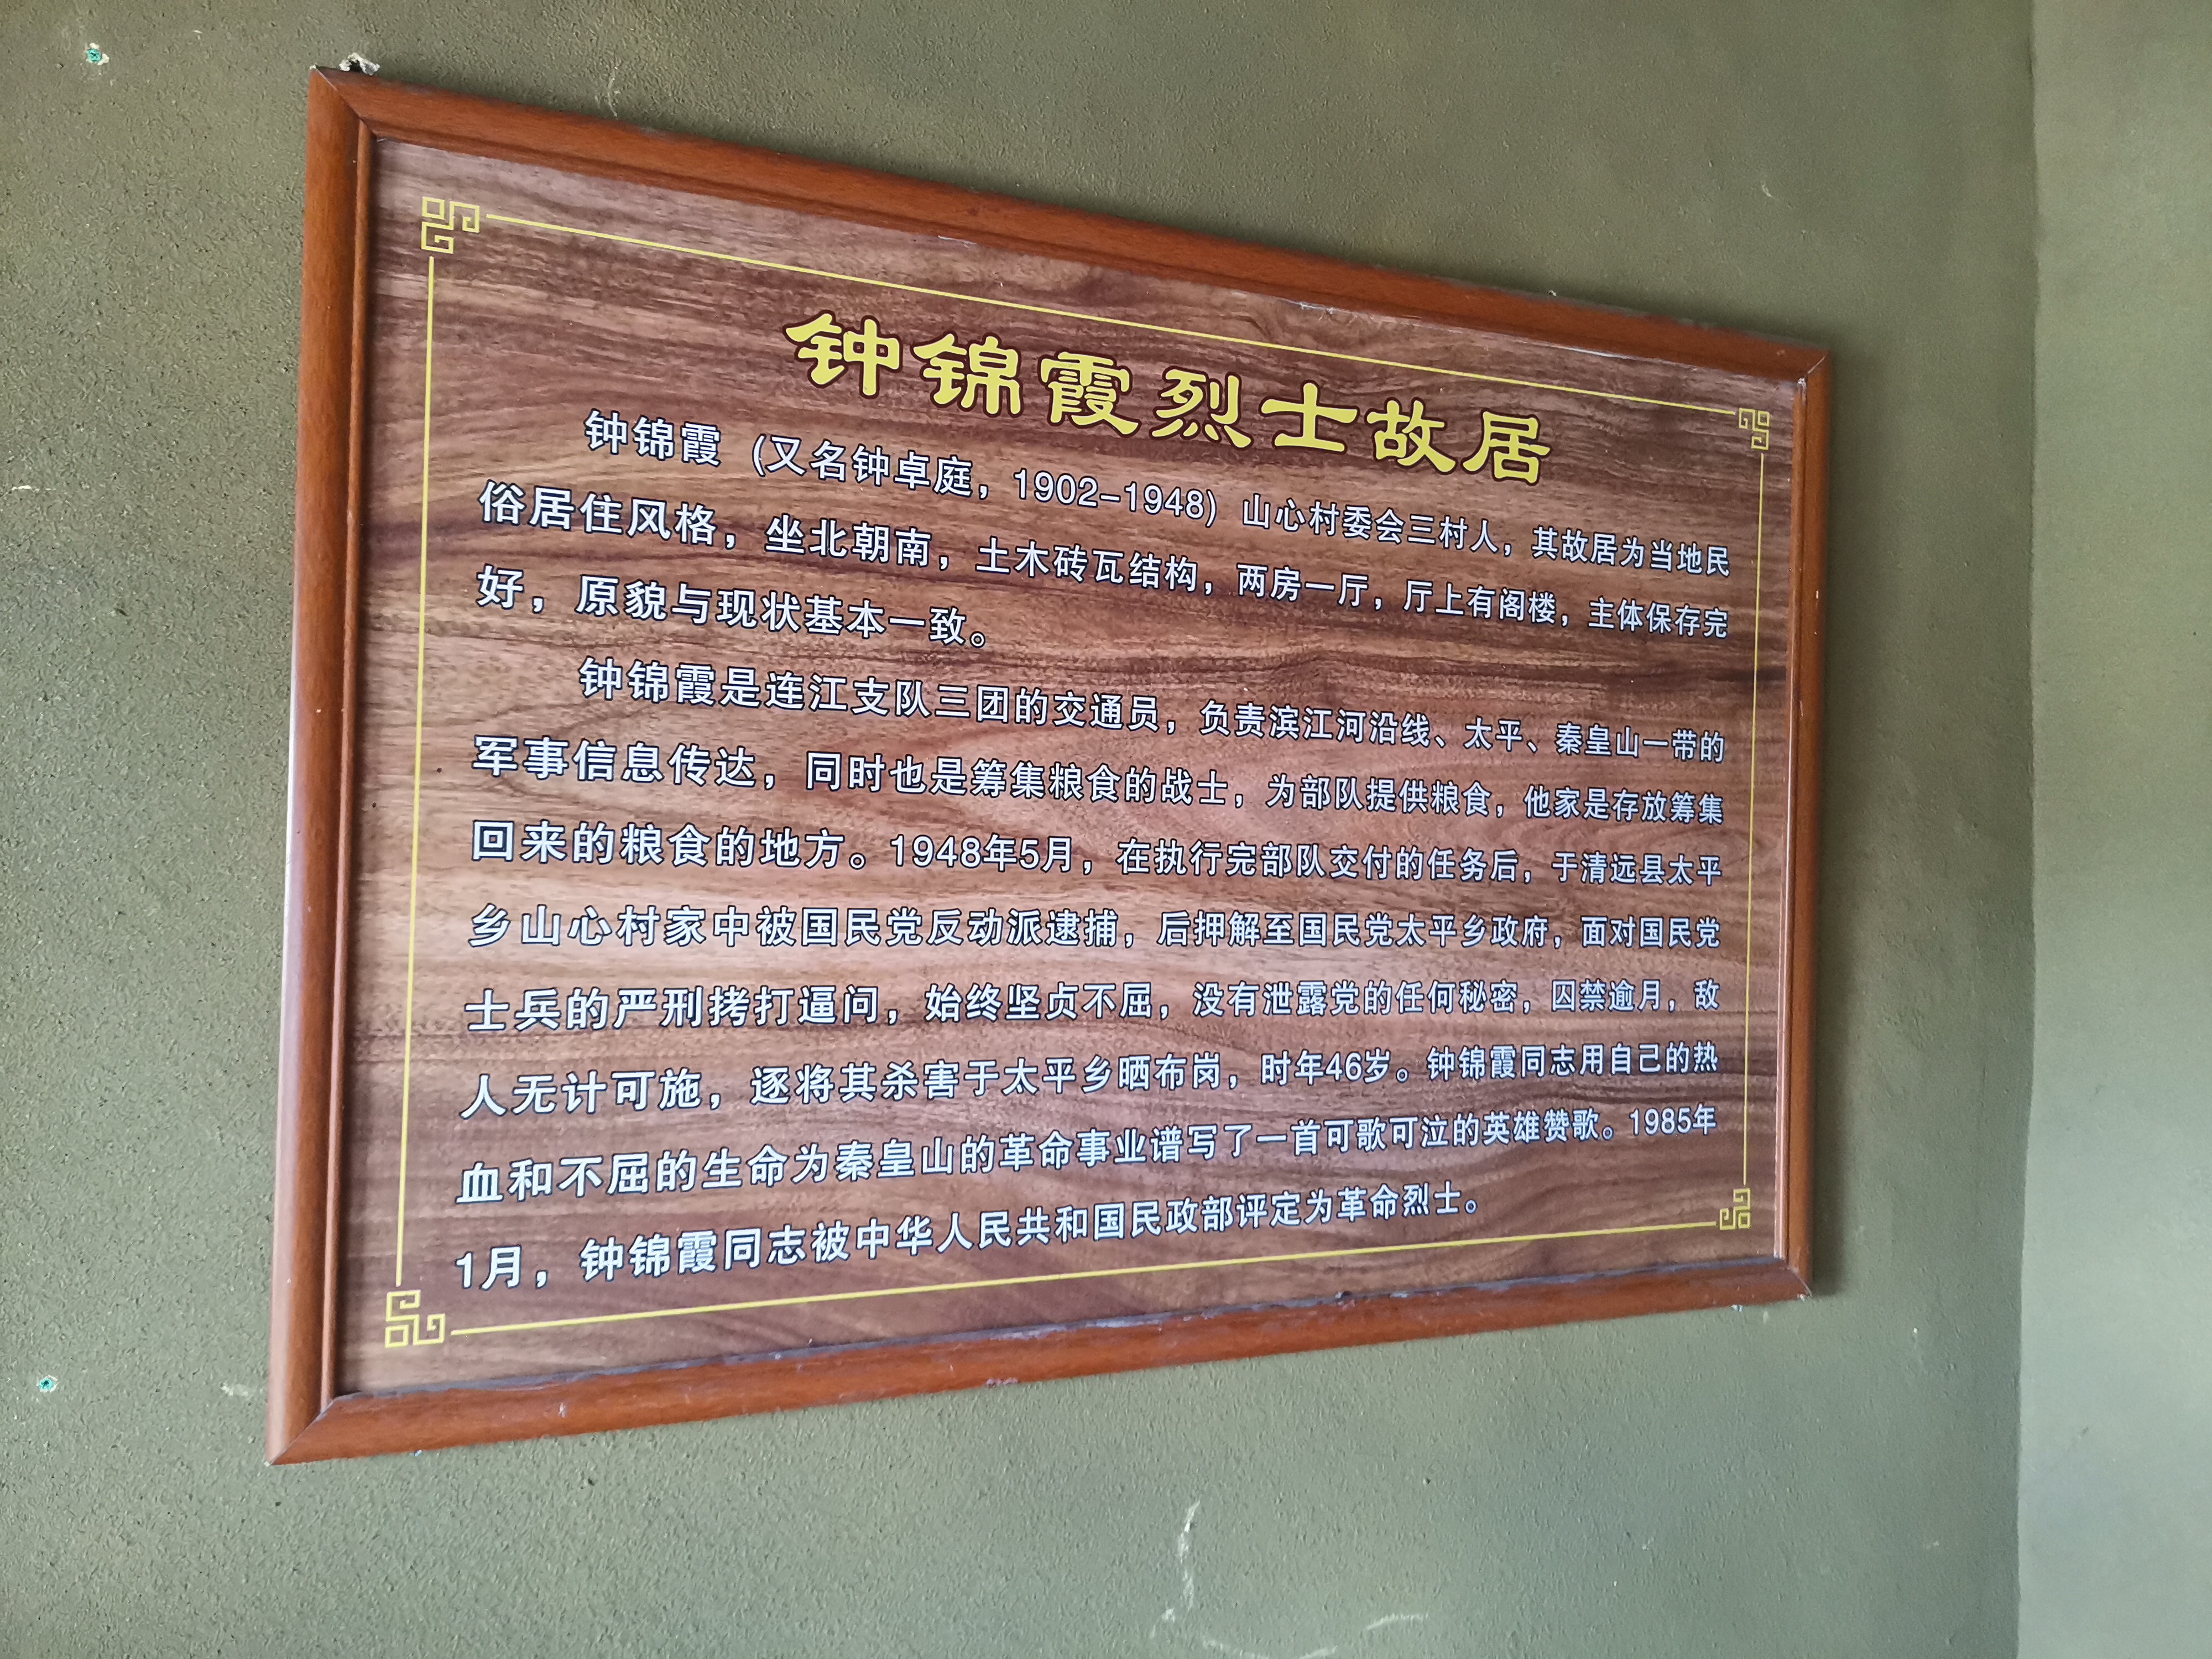 钟锦霞烈士故居
钟锦霞（又名钟卓庭，1902-1948）山心村委会三村人，其故居为当地民
俗居住风格，坐北朝南，土木砖瓦结构，两房一厅，厅上有阁楼，主体保存完
好，原貌与现状基本一致。
钟锦霞是连江支队三团的交通员，负责滨江河沿线、太平、秦皇山一带的
军事信息传达，同时也是筹集粮食的战士，为部队提供粮食，他家是存放筹集
回来的粮食的地方。1948年5月，在执行完部队交付的任务后，于清远县太平
乡山心村家中被国民党反动派逮捕，后押解至国民党太平乡政府，面对国民党
士兵的严刑拷打逼问，始终坚贞不屈，没有泄露党的任何秘密，囚禁逾月，敌
人无计可施，逐将其杀害于太平乡晒布岗，时年46岁。钟锦霞同志用自己的热
血和不屈的生命为秦皇山的革命事业谱写了一首可歌可泣的英雄赞歌。1985年
1月，钟锦霞同志被中华人民共和国民政部评定为革命烈士。